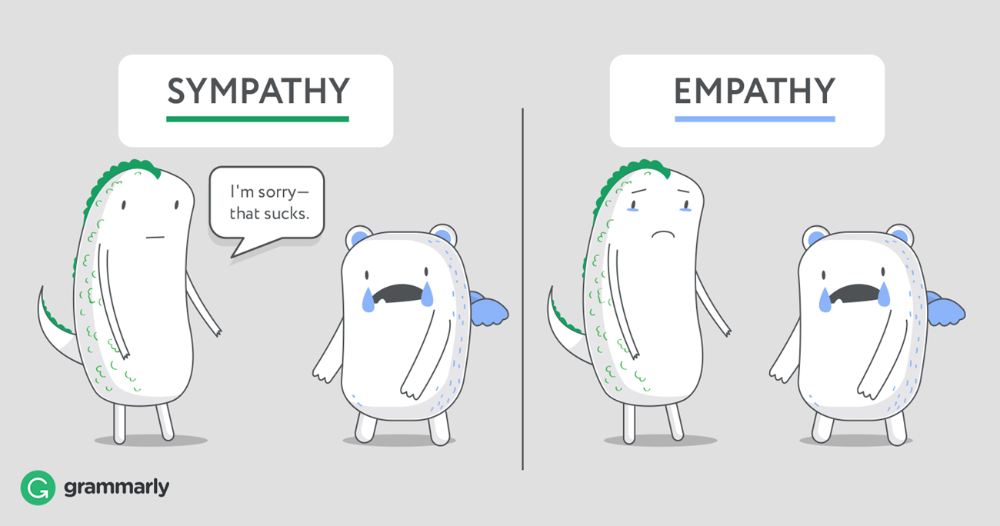 SYMPATHY
EMPATHY
I'm sorry—
that sucks.
grammarly